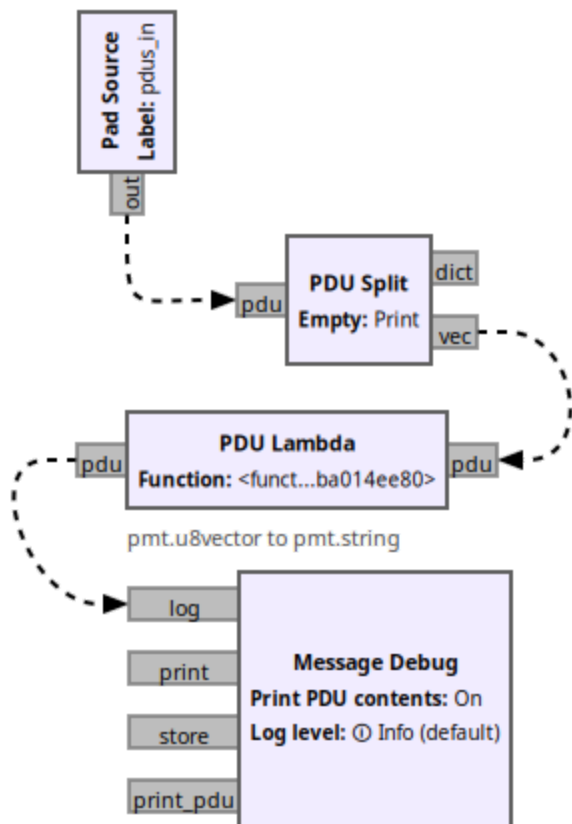 Pad Source
Label: pdus_in
out
PDU Split
Empty: Print
pdu
dict
vec
PDU Lambda
Function: <funct...ba014ee80>
pdu
pdu
pmt.u8vector to pmt.string
log
print
store
print_pdu
Message Debug
Print PDU contents: On
Log level: ⓘ Info (default)